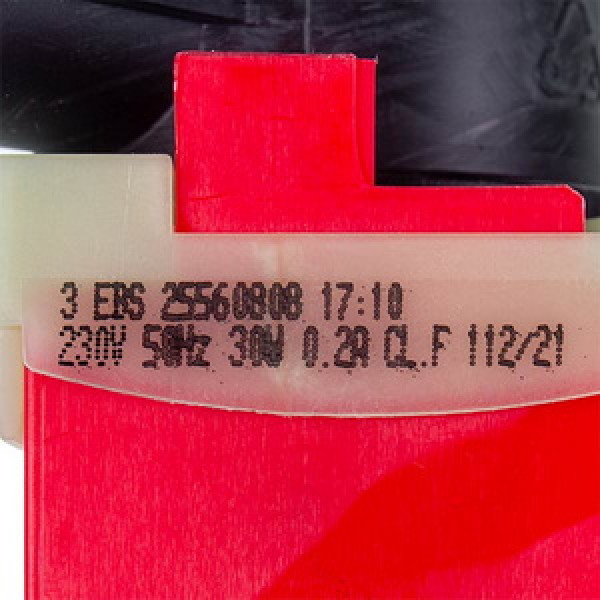 3 EBS 25560808 17:10
230V 50Hz 30W 0.2A CL.F 112/21